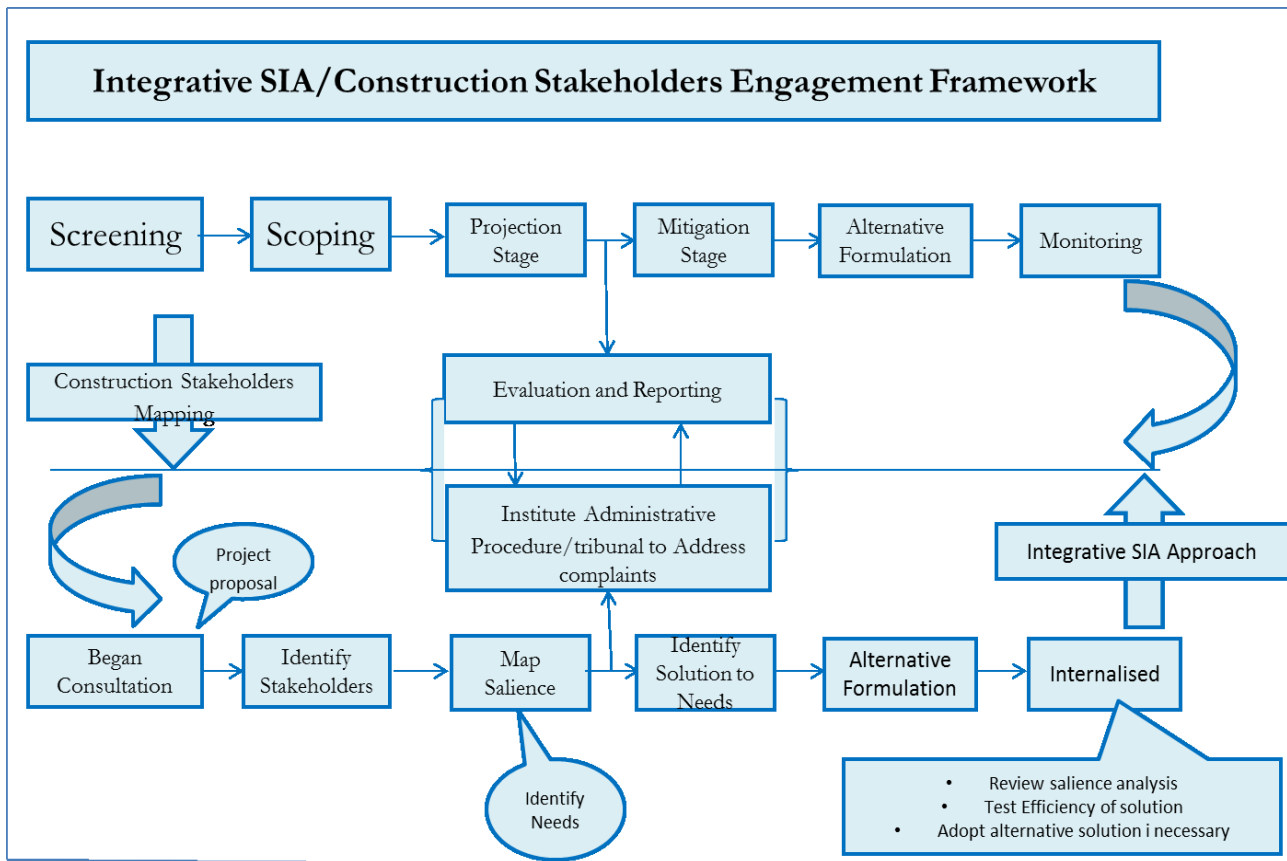 Integrative SIA/Construction Stakeholders Engagement Framework
Screening
Scoping
Projection
Stage
Mitigation
Stage
Alternative
Formulation
Monitoring
Construction Stakeholders
Mapping
Evaluation and Reporting
Institute Administrative
Procedure/tribunal to Address
complaints
Integrative SIA Approach
Project
proposal
Began
Consultation
Identify
Stakeholders
Map
Salience
Identify
Solution to
Needs
Alternative
Formulation
Internalised
Identify
Needs
• Review salience analysis
• Test Efficiency of solution
• Adopt alternative solution i necessary